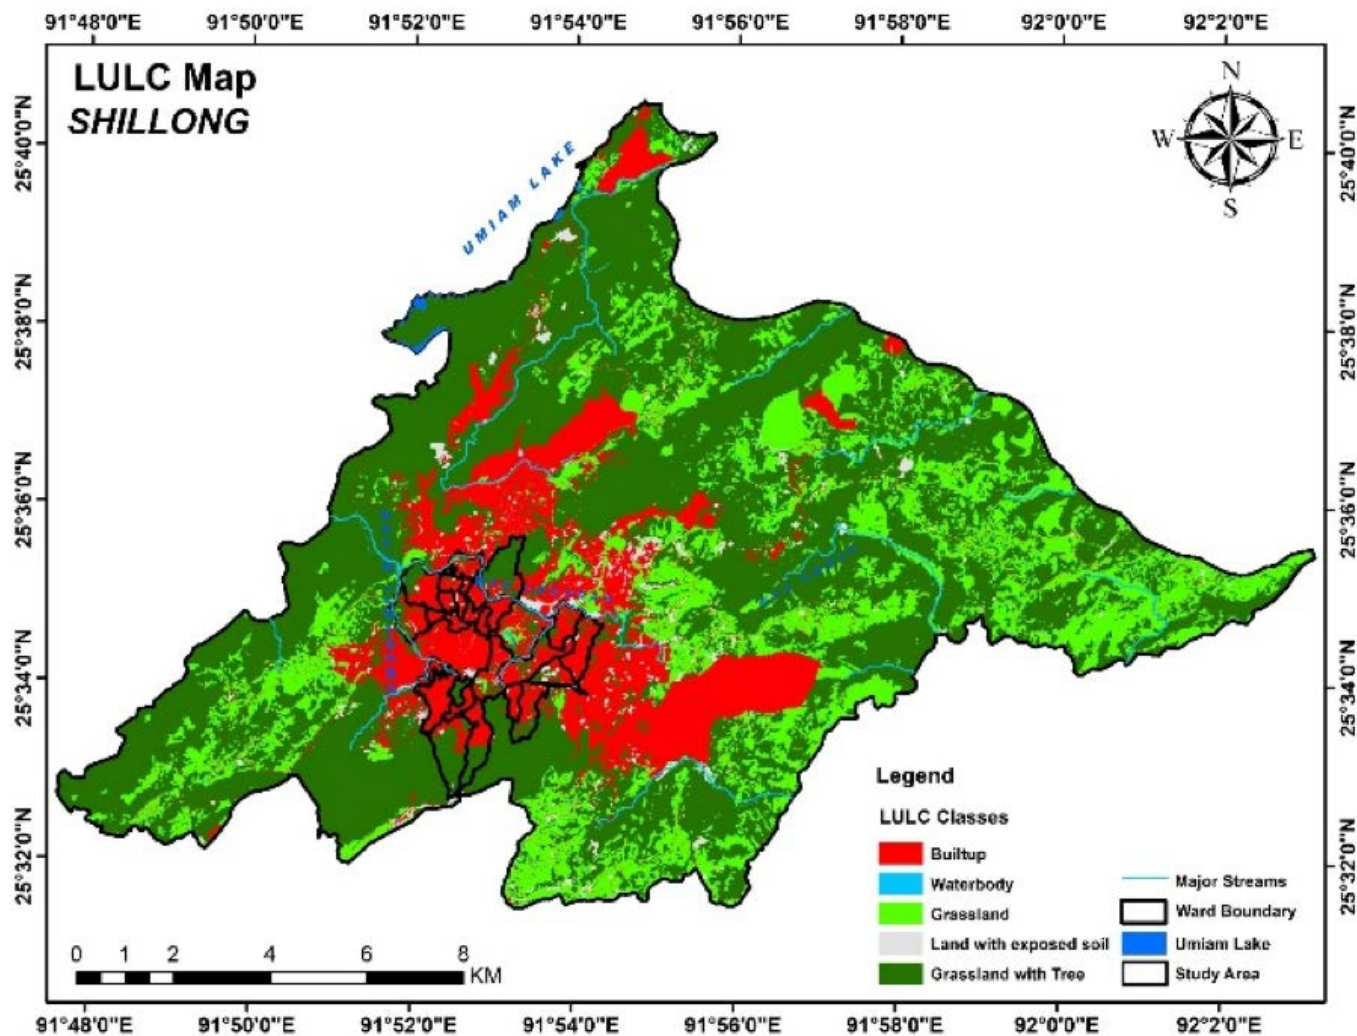 91°48'0"E 91°50'0"E 91°52'0"E 91°54'0"E 91°56'0"E 91°58'0"E 92°0'0"E 92°2'0"E
LULC Map
SHILLONG
N
W E
S
25°40'0"N 25°40'0"N
UMIAM LAKE
25°38'0"N 25°38'0"N
25°36'0"N 25°36'0"N
25°34'0"N 25°34'0"N
25°32'0"N 25°32'0"N
Legend
LULC Classes
Builtup
Waterbody
Grassland
Land with exposed soil
Grassland with Tree
Major Streams
Ward Boundary
Umiam Lake
Study Area
0 1 2 4 6 8
KM
91°48'0"E 91°50'0"E 91°52'0"E 91°54'0"E 91°56'0"E 91°58'0"E 92°0'0"E 92°2'0"E